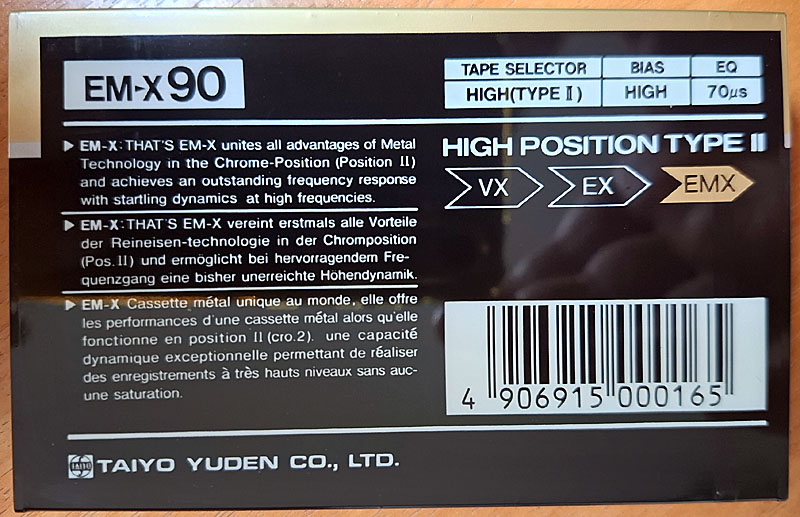 EM-X 90
TAPE SELECTOR BIAS EQ
HIGH(TYPE II) HIGH 70µs
▶ EM-X: THAT'S EM-X unites all advantages of Metal
Technology in the Chrome-Position (Position II)
and achieves an outstanding frequency response
with startling dynamics at high frequencies.
▶ EM-X: THAT'S EM-X vereint erstmals alle Vorteile
der Reineisen-technologie in der Chromposition
(Pos. II) und ermöglicht bei hervorragendem Fre-
quenzgang eine bisher unerreichte Höhendynamik.
▶ EM-X Cassette métal unique au monde, elle offre
les performances d'une cassette métal alors qu'elle
fonctionne en position II (cro.2). une capacité
dynamique exceptionnelle permettant de réaliser
des enregistrements à très hauts niveaux sans auc-
une saturation.
HIGH POSITION TYPE II
VX EX EMX
4 906915 000165
TAIYO YUDEN CO., LTD.